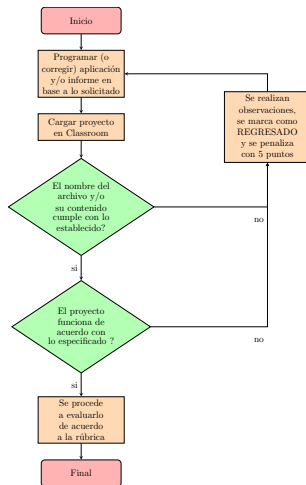 Inicio
Programar (o
corregir) aplicación
y/o informe en
base a lo solicitado
Cargar proyecto
en Classroom
Se realizan
observaciones,
se marca como
REGRESADO
y se penaliza
con 5 puntos
El nombre del
archivo y/o
su contenido
cumple con lo
establecido?
no
si
El proyecto
funciona de
acuerdo con
lo especificado ?
no
si
Se procede
a evaluarlo
de acuerdo
a la rúbrica
Final